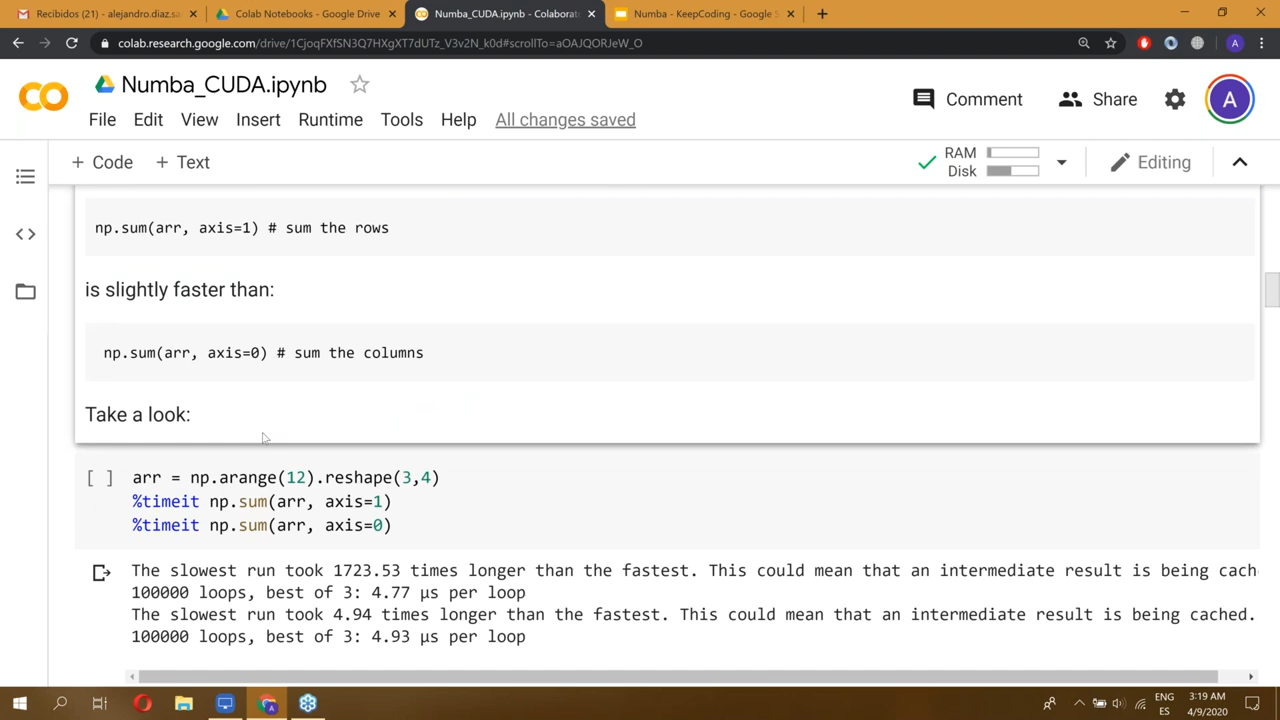 Recibidos (21) - alejandro.diaz.sa
Colab Notebooks - Google Drive
Numba_CUDA.ipynb - Colaborat
Numba - KeepCoding - Google S
colab.research.google.com/drive/1CjoqFXfSN3Q7HXgXT7dUTz_V3v2N_k0d#scrollTo=aOAJQORJeW_O
A
CO
Numba_CUDA.ipynb
Comment
Share
A
File Edit View Insert Runtime Tools Help All changes saved
+ Code + Text
RAM
Disk
Editing
np.sum(arr, axis=1) # sum the rows
is slightly faster than:
np.sum(arr, axis=0) # sum the columns
Take a look:
[ ] arr = np.arange(12).reshape(3,4)
%timeit np.sum(arr, axis=1)
%timeit np.sum(arr, axis=0)
The slowest run took 1723.53 times longer than the fastest. This could mean that an intermediate result is being cach
100000 loops, best of 3: 4.77 µs per loop
The slowest run took 4.94 times longer than the fastest. This could mean that an intermediate result is being cached.
100000 loops, best of 3: 4.93 µs per loop
ENG
ES
3:19 AM
4/9/2020